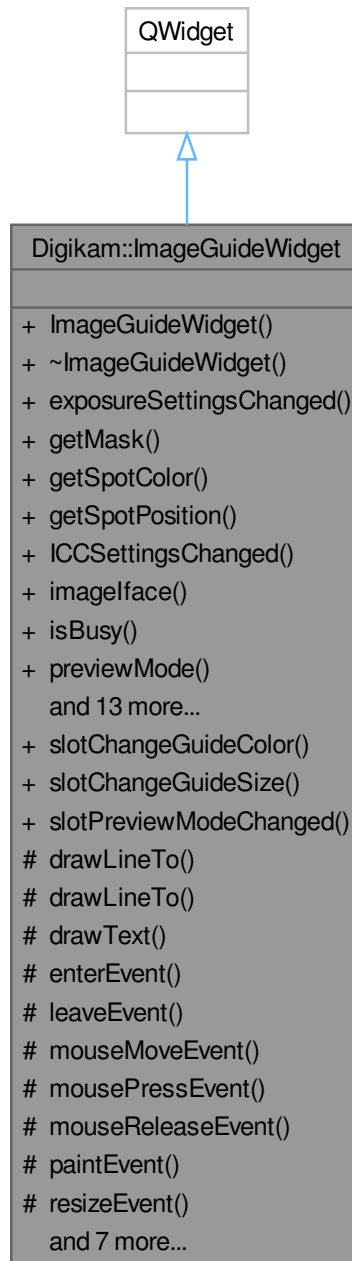 QWidget
Digikam::ImageGuideWidget
+ ImageGuideWidget()
+ ~ImageGuideWidget()
+ exposureSettingsChanged()
+ getMask()
+ getSpotColor()
+ getSpotPosition()
+ ICCSettingsChanged()
+ imageIface()
+ isBusy()
+ previewMode()
and 13 more...
+ slotChangeGuideColor()
+ slotChangeGuideSize()
+ slotPreviewModeChanged()
# drawLineTo()
# drawLineTo()
# drawText()
# enterEvent()
# leaveEvent()
# mouseMoveEvent()
# mousePressEvent()
# mouseReleaseEvent()
# paintEvent()
# resizeEvent()
and 7 more...